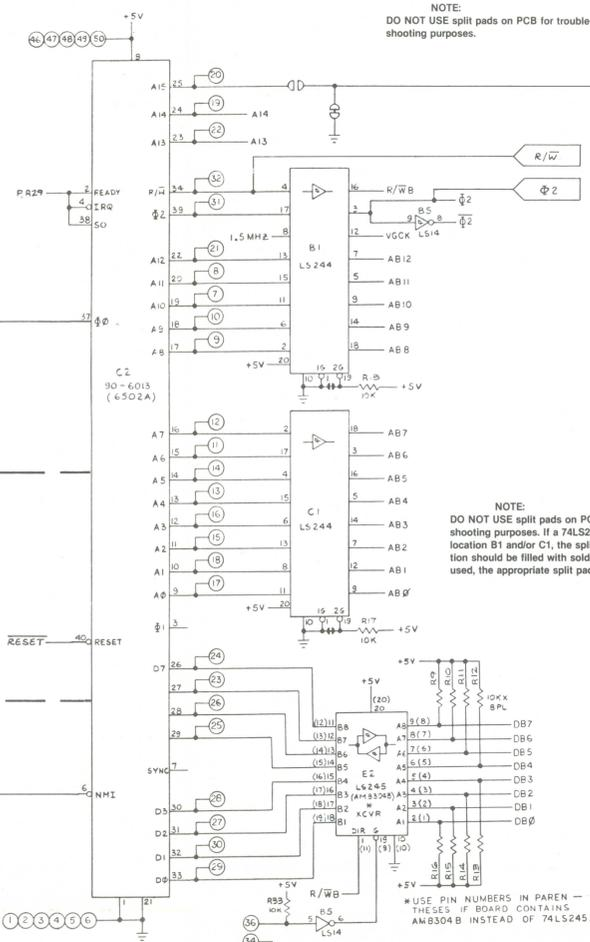 NOTE:
DO NOT USE split pads on PCB for trouble
shooting purposes.
+5V
46 47 48 49 50
8
A15 25 20
A14 24 19 A14
A13 23 22 A13
R/W̅ 34 32 4 16 R/W̅B
R/W̅
Φ2
PR29
2 READY
4 IRQ
38 SO
Φ2 39 31 17 3 Φ2
9 B5 8 Φ̅2̅
LS14
1.5MHZ 8 12 VGCK
B1
LS244
A12 22 21 13 7 AB12
A11 20 8 15 5 AB11
A10 19 7 11 9 AB10
A9 18 10 6 14 AB9
A8 17 9 2 18 AB8
37 Φ0
C2
90-6013
(6502A)
+5V 20
1G 2G
10 1 19
10K
+5V
A7 16 12 2 18 AB7
A6 15 11 17 3 AB6
A5 14 14 4 16 AB5
A4 13 13 15 5 AB4
A3 12 16 6 14 AB3
A2 11 15 13 7 AB2
A1 10 18 8 12 AB1
AØ 9 17 11 9 ABØ
C1
LS244
NOTE:
DO NOT USE split pads on PC
shooting purposes. If a 74LS2
location B1 and/or C1, the spli
tion should be filled with sold
used, the appropriate split pad
+5V 20
1G 2G
10 1 19
R17
10K
+5V
Φ1 3
R̅E̅S̅E̅T̅ 40 RESET
D7 26 24
27 23
28 26
29 25
SYNC 7
6 NMI
D3 30 28
D2 31 27
D1 32 30
DØ 33 29
+5V
(20)
20
(12)11 B8 A8 9(8) DB7
(13)12 B7 A7 8(7) DB6
(14)13 B6 A6 7(6) DB5
(15)14 B5 A5 6(5) DB4
(16)15 B4 A4 5(4) DB3
(17)16 B3 A3 4(3) DB2
(18)17 B2 A2 3(2) DB1
(19)18 B1 A1 2(1) DBØ
E2
LS245
(AM8304B)
*
XCVR
DIR G
1 19 10
(11) (9) (10)
+5V
R9 R10 R11 R12
10K X
8PL
R16 R15 R14 R13
+5V
R/W̅B
+5V
R33
10K
36 5 B5 6
LS14
34
1 21
1 2 3 4 5 6
* USE PIN NUMBERS IN PAREN —
THESES IF BOARD CONTAINS
AM8304B INSTEAD OF 74LS245.